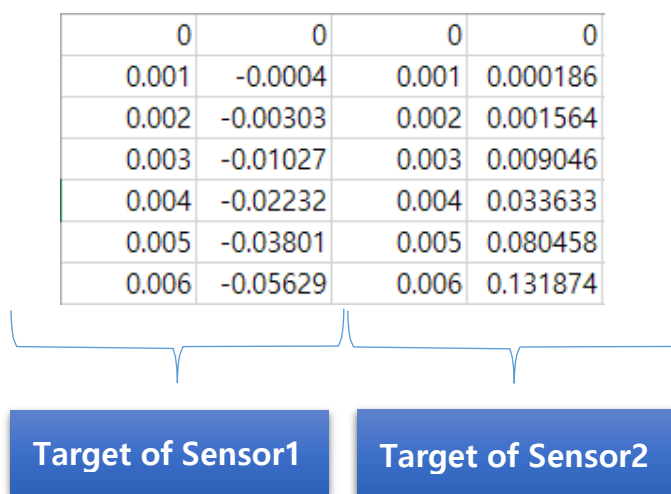 0 0 0 0
0.001 -0.0004 0.001 0.000186
0.002 -0.00303 0.002 0.001564
0.003 -0.01027 0.003 0.009046
0.004 -0.02232 0.004 0.033633
0.005 -0.03801 0.005 0.080458
0.006 -0.05629 0.006 0.131874
Target of Sensor1
Target of Sensor2